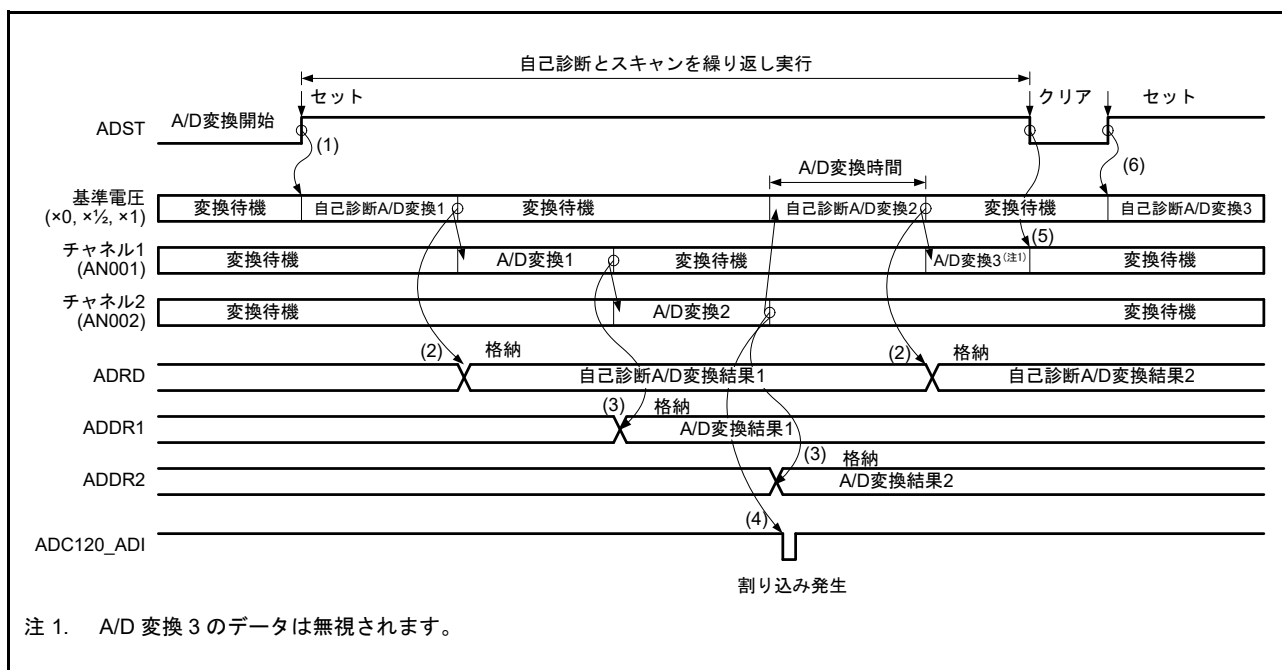 自己診断とスキャンを繰り返し実行
セット
クリア
セット
ADST
A/D変換開始
(1)
(6)
A/D変換時間
基準電圧
(×0, ×½, ×1)
変換待機
自己診断A/D変換1
変換待機
自己診断A/D変換2
変換待機
自己診断A/D変換3
(5)
チャネル1
(AN001)
変換待機
A/D変換1
変換待機
A/D変換3(注1)
変換待機
チャネル2
(AN002)
変換待機
A/D変換2
変換待機
(2)
格納
(2)
格納
ADRD
自己診断A/D変換結果1
自己診断A/D変換結果2
(3)
格納
ADDR1
A/D変換結果1
(3)
格納
ADDR2
A/D変換結果2
(4)
ADC120_ADI
割り込み発生
注 1. A/D 変換 3 のデータは無視されます。